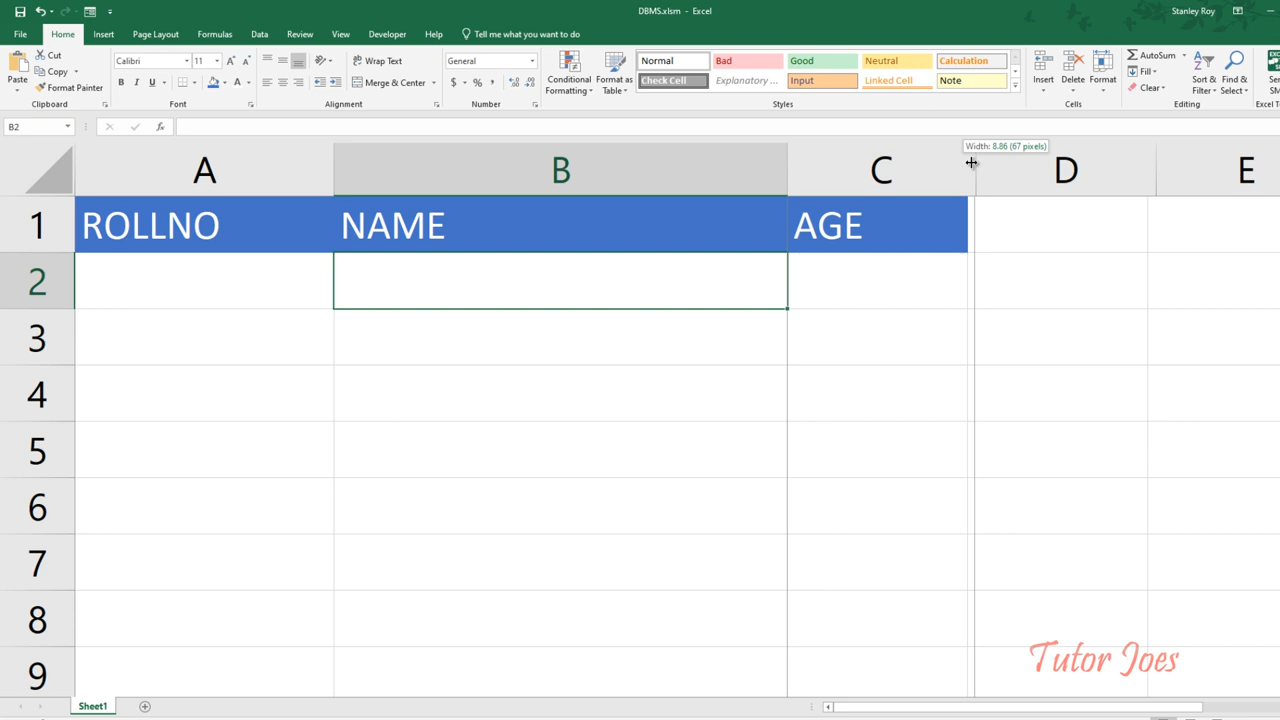 DBMS.xlsm - Excel
Stanley Roy
File Home Insert Page Layout Formulas Data Review View Developer Help Tell me what you want to do
Paste
Cut
Copy
Format Painter
Clipboard
Calibri 11
B I U
Font
Wrap Text
Merge & Center
Alignment
General
$ % ,
Number
Conditional Formatting
Format as Table
Normal Bad Good Neutral Calculation
Check Cell Explanatory ... Input Linked Cell Note
Styles
Insert Delete Format
Cells
AutoSum
Fill
Clear
Sort & Filter
Find & Select
Editing
B2
fx
Width: 8.86 (67 pixels)
A B C D E
1 ROLLNO NAME AGE
2
3
4
5
6
7
8
9
Tutor Joes
Sheet1